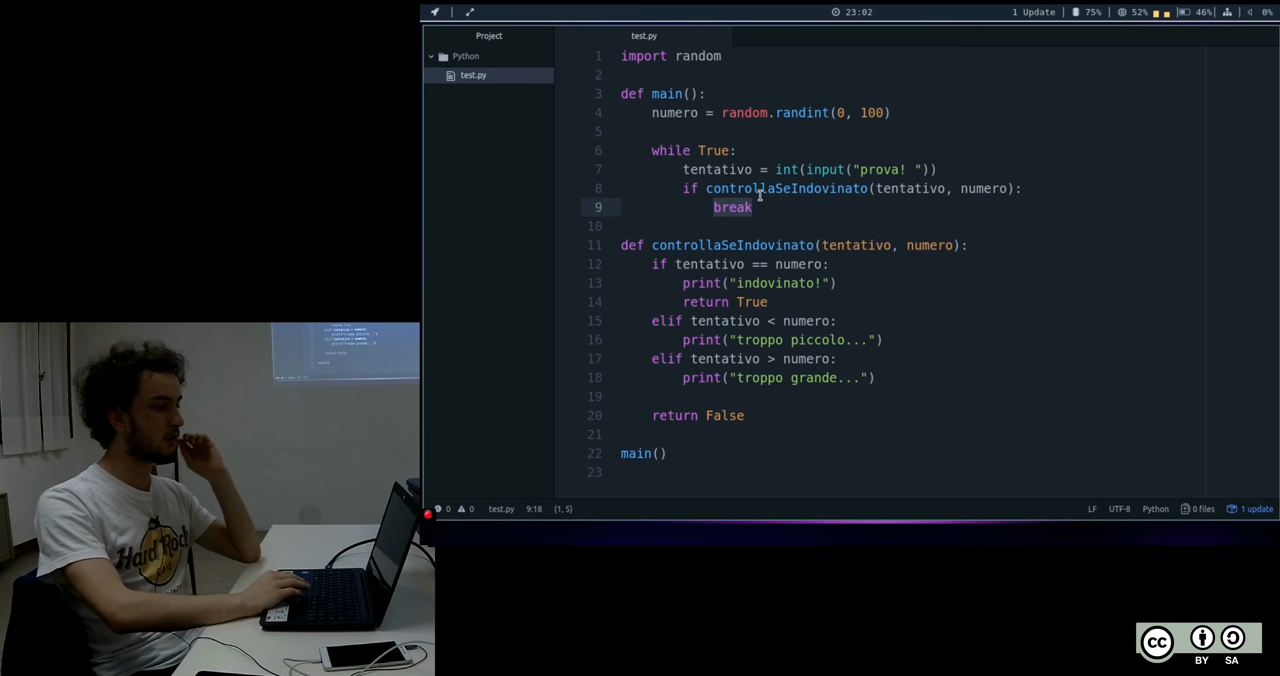 23:02
1 Update
75%
52%
46%
0%
Project
test.py
Python
test.py
1 import random
2
3 def main():
4 numero = random.randint(0, 100)
5
6 while True:
7 tentativo = int(input("prova! "))
8 if controllaSeIndovinato(tentativo, numero):
9 break
10
11 def controllaSeIndovinato(tentativo, numero):
12 if tentativo == numero:
13 print("indovinato!")
14 return True
15 elif tentativo < numero:
16 print("troppo piccolo...")
17 elif tentativo > numero:
18 print("troppo grande...")
19
20 return False
21
22 main()
23
0 0 test.py 9:18 (1, 5)
LF UTF-8 Python 0 files 1 update
Hard Rock
CAFE
cc
BY SA